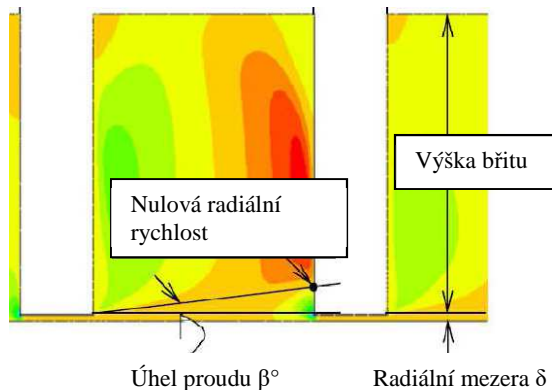 Výška břitu
Nulová radiální
rychlost
Úhel proudu β°
Radiální mezera δ